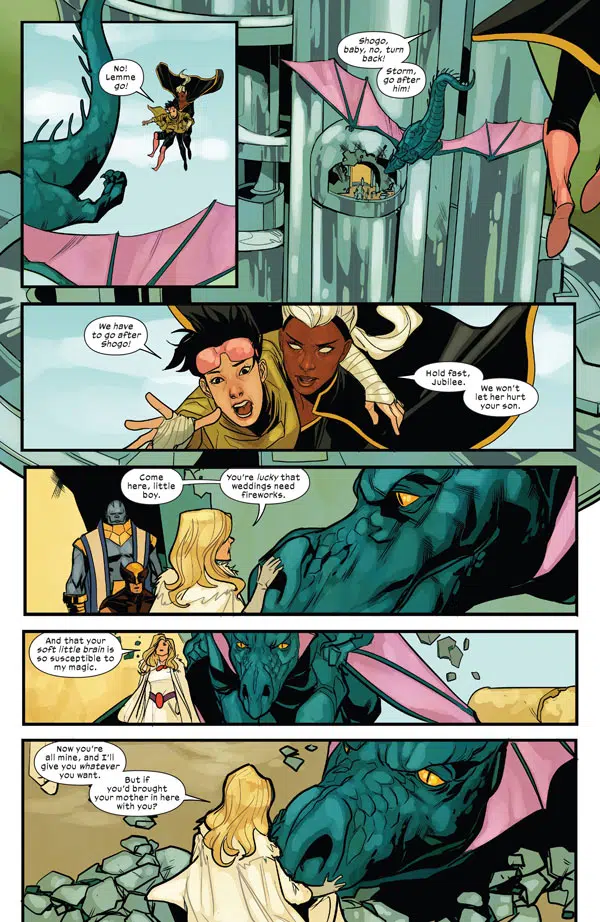 No!
Lemme
go!
Shogo,
baby, no, turn
back!
Storm,
go after
him!
We have
to go after
Shogo!
Hold fast,
Jubilee.
We won't
let her hurt
your son.
Come
here, little
boy.
You're lucky that
weddings need
fireworks.
And that your
soft little brain is
so susceptible to
my magic.
Now you're
all mine, and I'll
give you whatever
you want.
But if
you'd brought
your mother in here
with you?